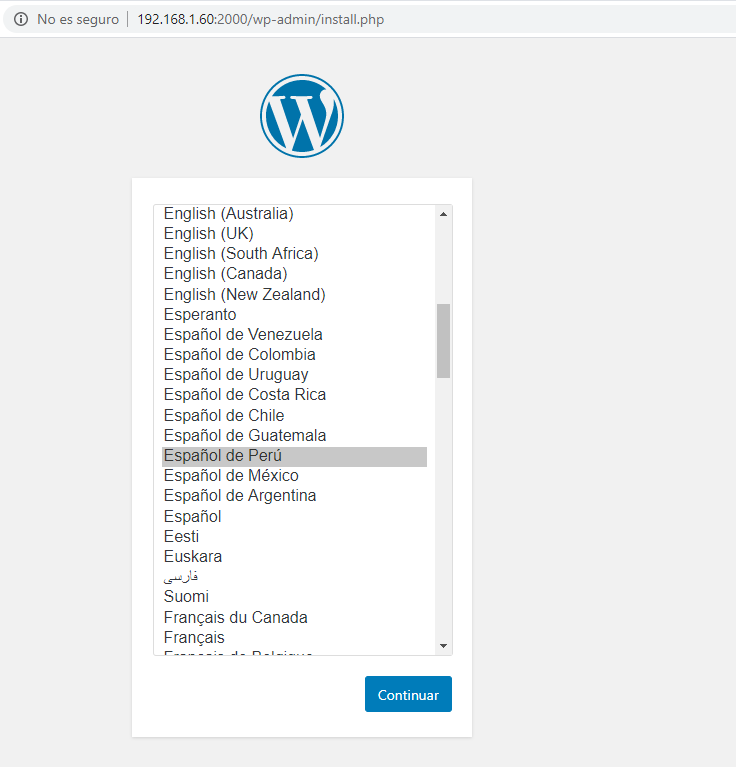 No es seguro | 192.168.1.60:2000/wp-admin/install.php
English (Australia)
English (UK)
English (South Africa)
English (Canada)
English (New Zealand)
Esperanto
Español de Venezuela
Español de Colombia
Español de Uruguay
Español de Costa Rica
Español de Chile
Español de Guatemala
Español de Perú
Español de México
Español de Argentina
Español
Eesti
Euskara
فارسی
Suomi
Français du Canada
Français
Français de Belgique
Continuar